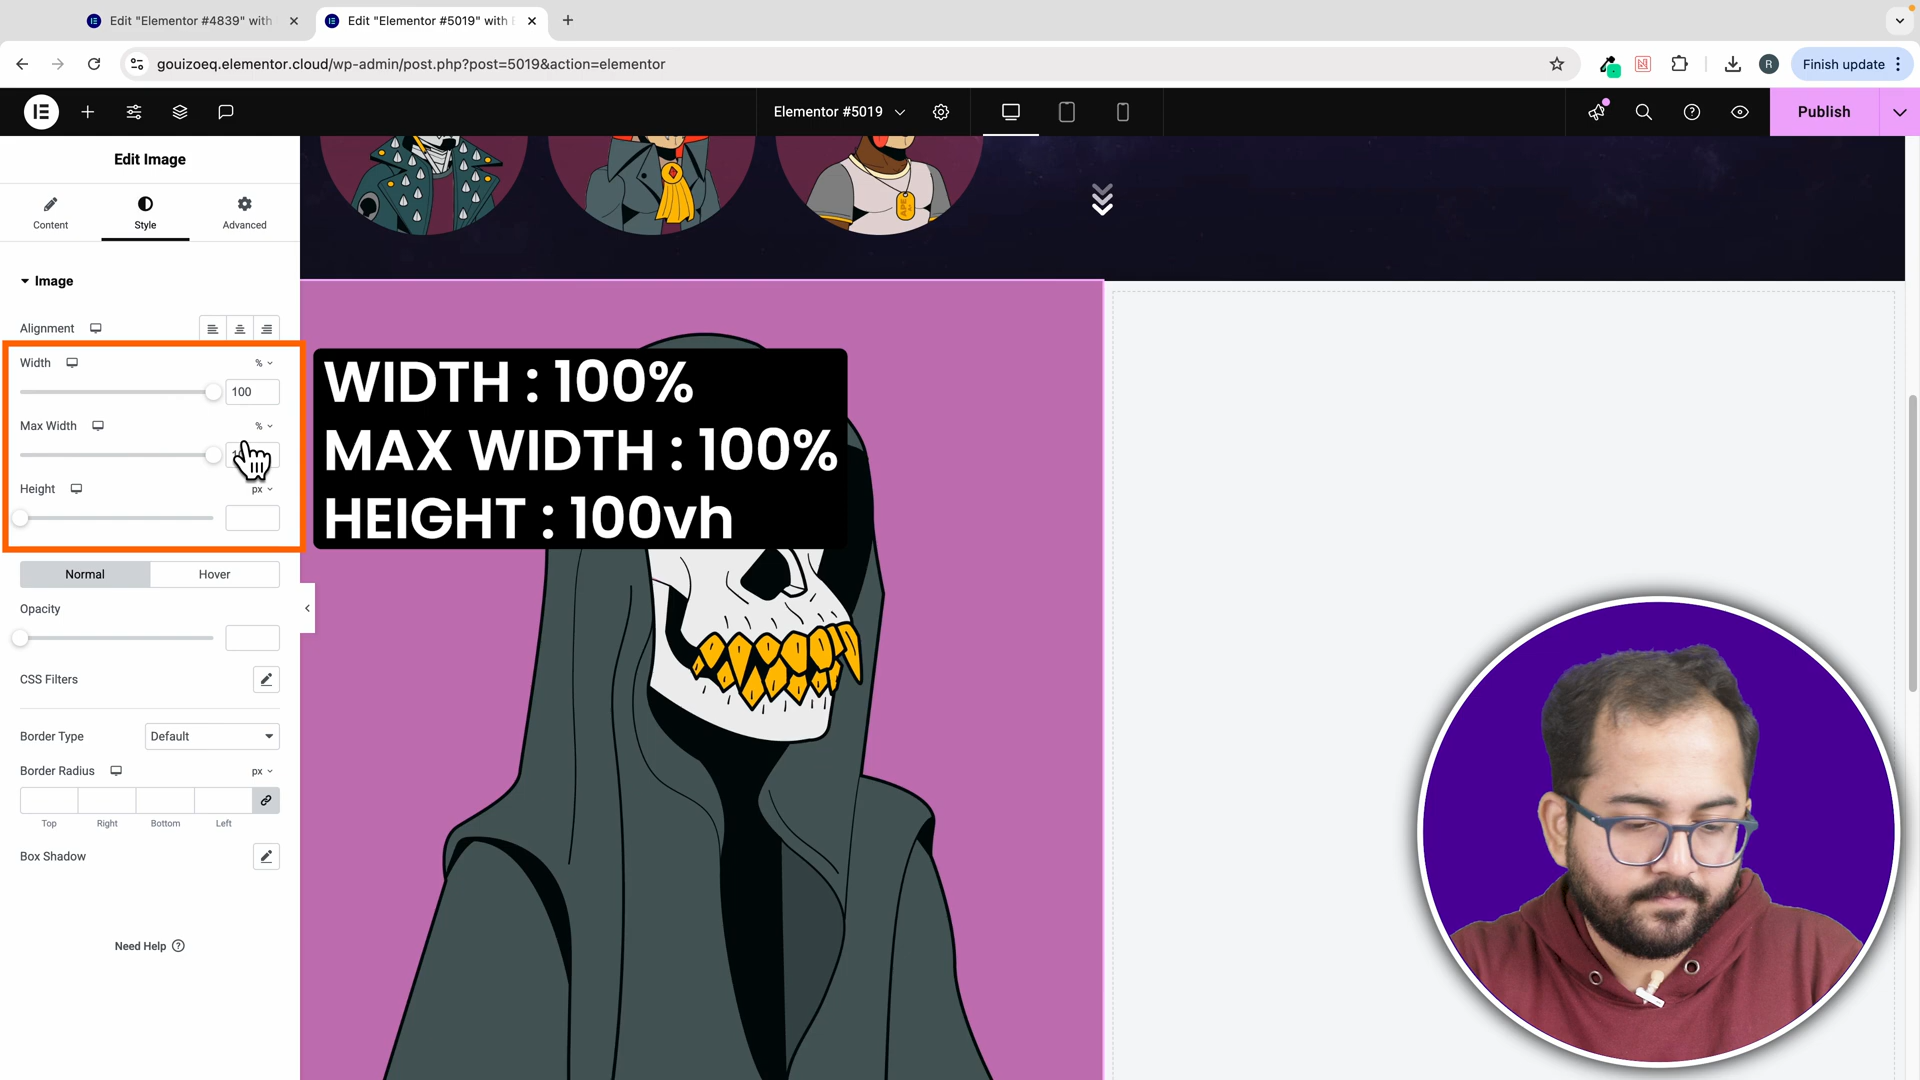 Edit "Elementor #4839" with
Edit "Elementor #5019" with
gouizoeq.elementor.cloud/wp-admin/post.php?post=5019&action=elementor
R
Finish update
Elementor #5019
Publish
Edit Image
Content
Style
Advanced
Image
Alignment
Width
%
100
Max Width
%
Height
px
WIDTH : 100%
MAX WIDTH : 100%
HEIGHT : 100vh
Normal
Hover
Opacity
CSS Filters
Border Type
Default
Border Radius
px
Top
Right
Bottom
Left
Box Shadow
Need Help